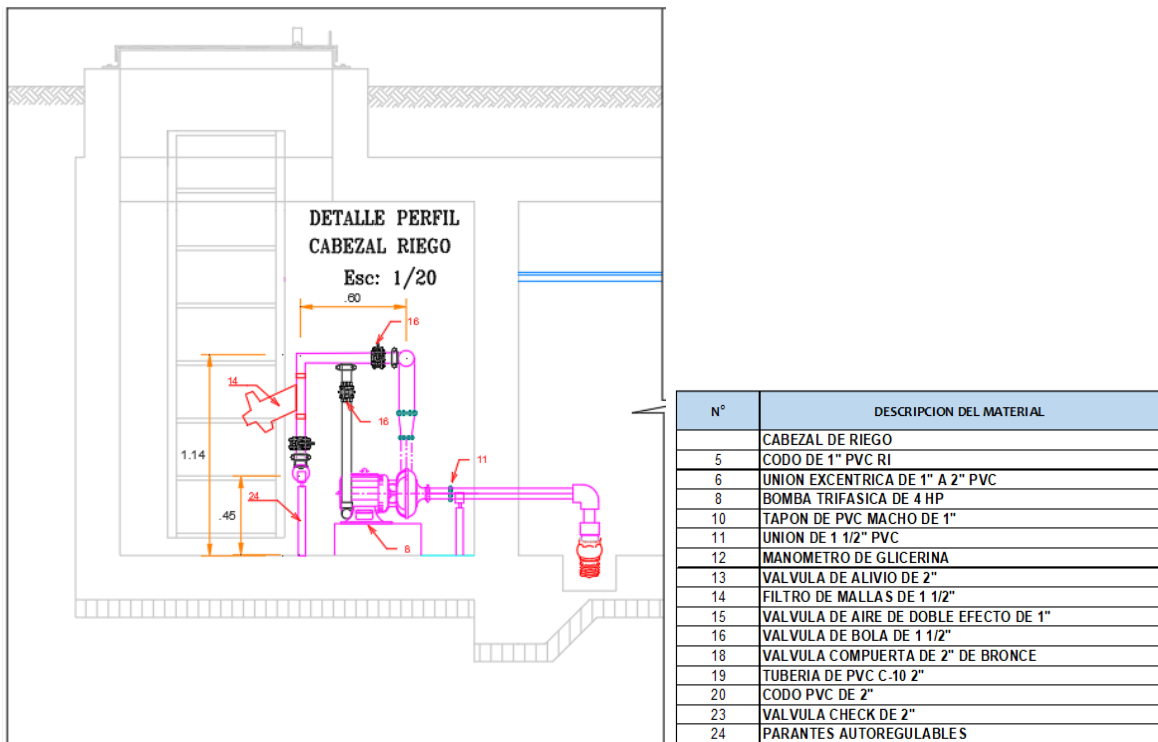 DETALLE PERFIL
CABEZAL RIEGO
Esc: 1/20
.60
16
14
16
1.14
11
24
.45
8
N° DESCRIPCION DEL MATERIAL
CABEZAL DE RIEGO
5 CODO DE 1" PVC RI
6 UNION EXCENTRICA DE 1" A 2" PVC
8 BOMBA TRIFASICA DE 4 HP
10 TAPON DE PVC MACHO DE 1"
11 UNION DE 1 1/2" PVC
12 MANOMETRO DE GLICERINA
13 VALVULA DE ALIVIO DE 2"
14 FILTRO DE MALLAS DE 1 1/2"
15 VALVULA DE AIRE DE DOBLE EFECTO DE 1"
16 VALVULA DE BOLA DE 1 1/2"
18 VALVULA COMPUERTA DE 2" DE BRONCE
19 TUBERIA DE PVC C-10 2"
20 CODO PVC DE 2"
23 VALVULA CHECK DE 2"
24 PARANTES AUTOREGULABLES